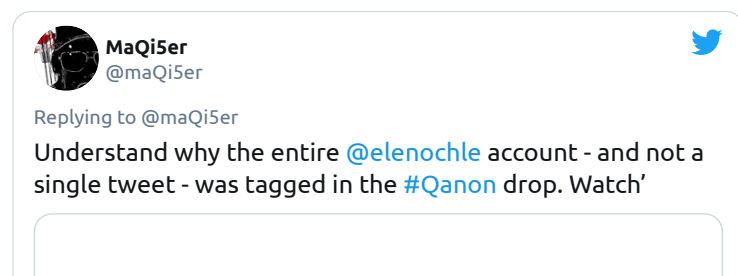 MaQi5er
@maQi5er
Replying to @maQi5er
Understand why the entire @elenochle account - and not a
single tweet - was tagged in the #Qanon drop. Watch’